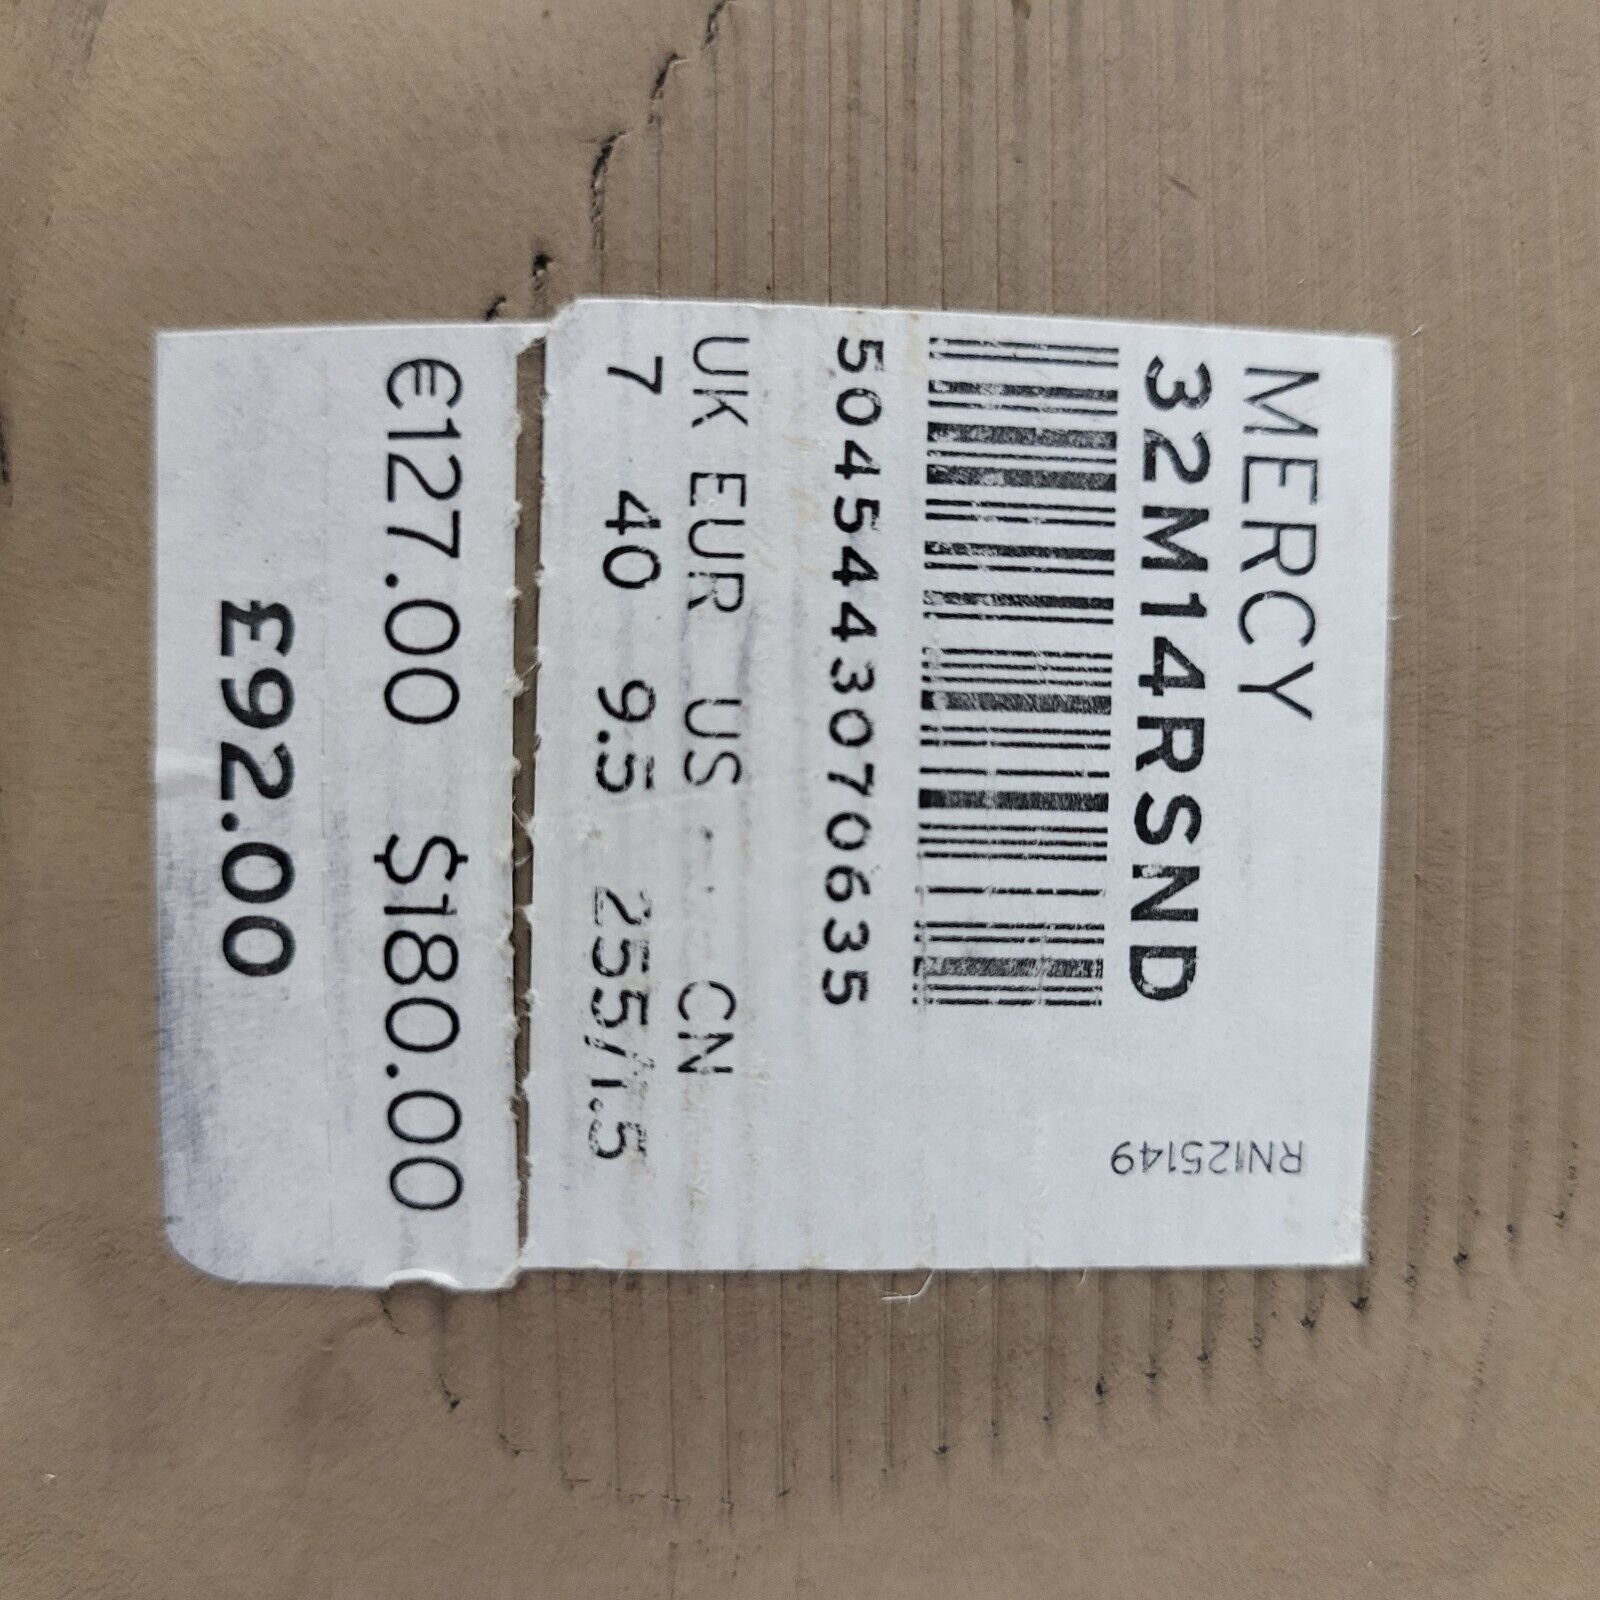 MERCY
32M14RSND
RN125149
5045443070635
UK EUR US CN
7 40 9.5 255/1.5
€127.00 $180.00
£92.00